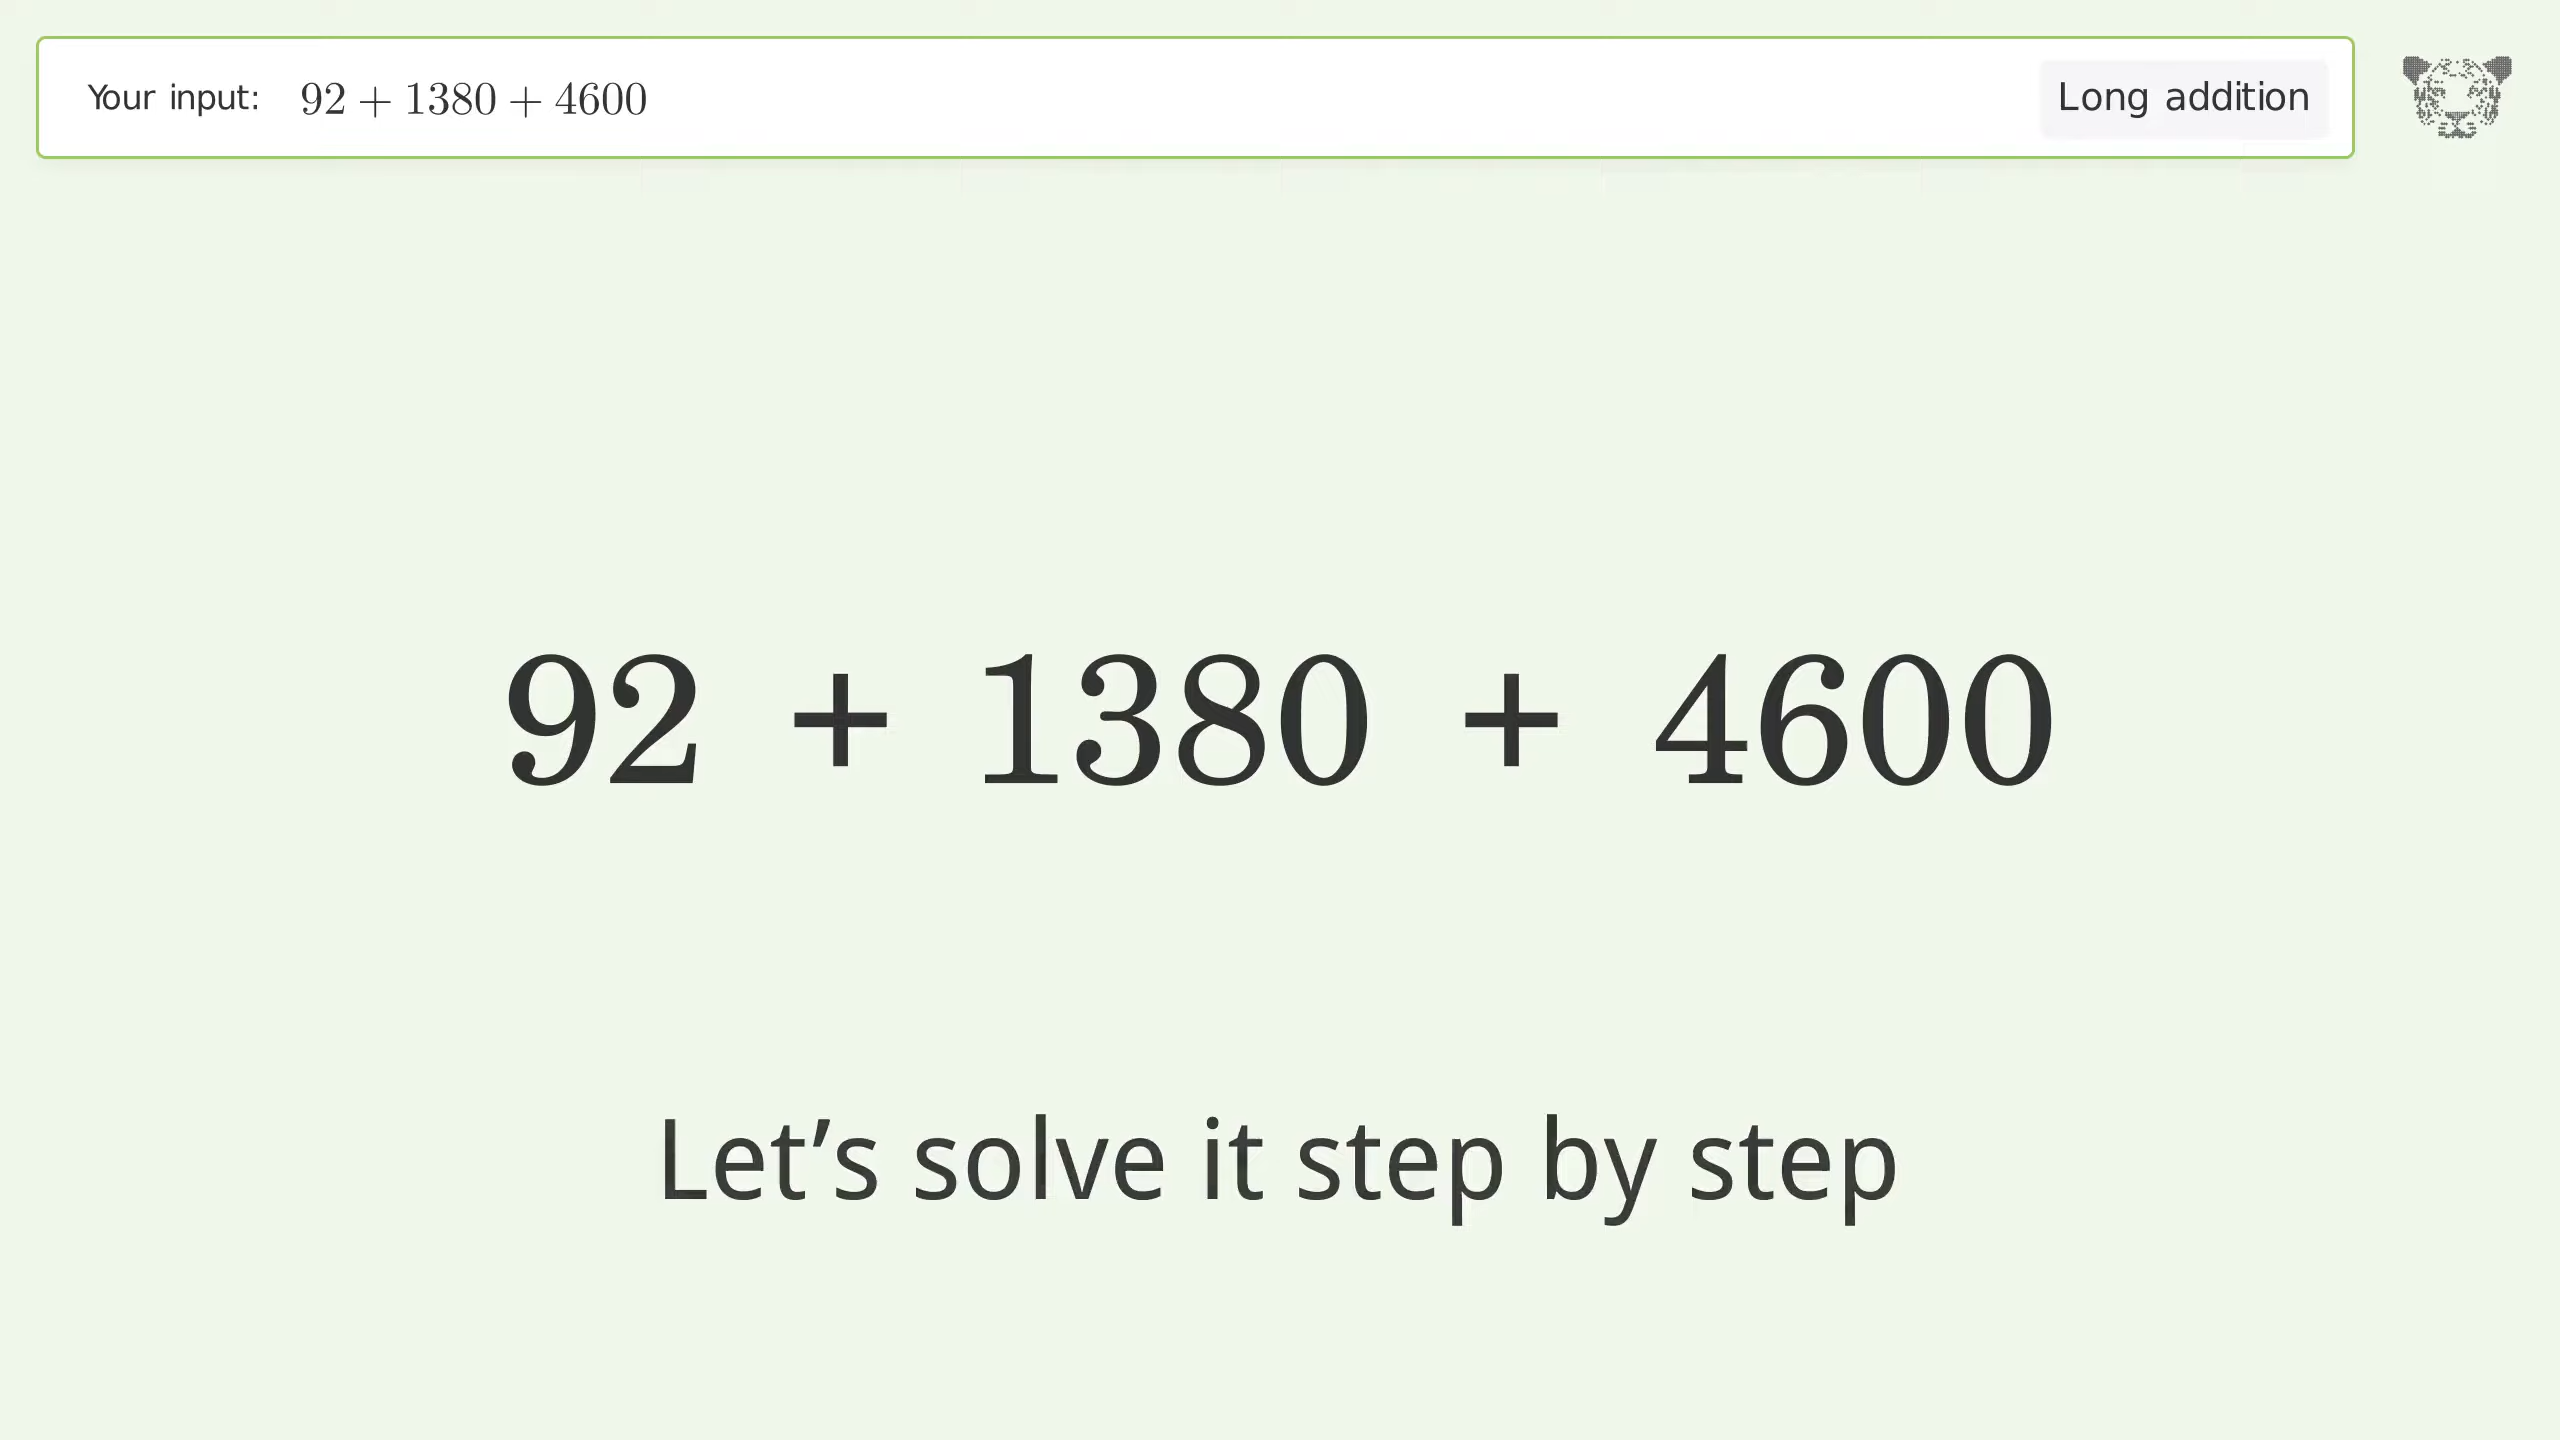 Your input: 92 + 1380 + 4600 Long addition
92 + 1380 + 4600
Let’s solve it step by step